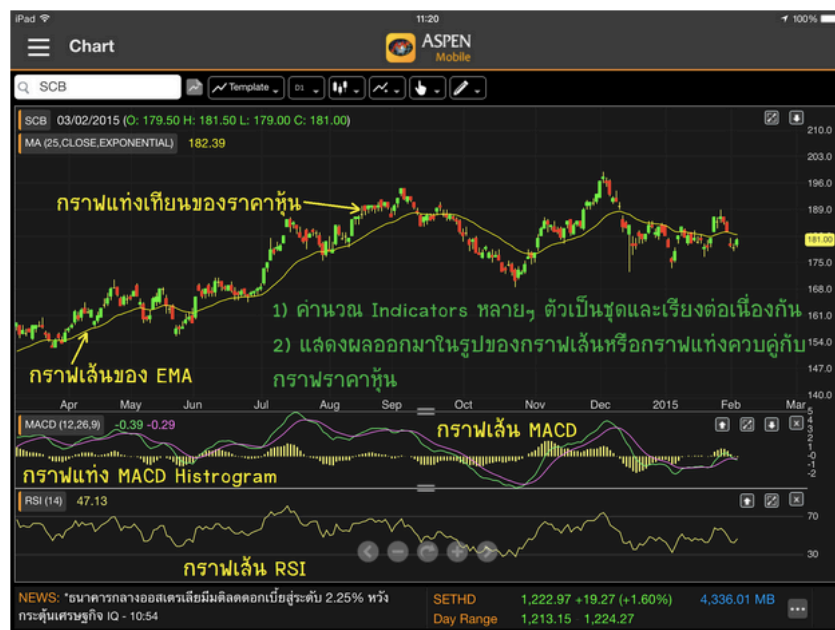 iPad
11:20
100%
Chart
ASPEN
Mobile
SCB
Template
D1
SCB 03/02/2015 (O: 179.50 H: 181.50 L: 179.00 C: 181.00)
MA (25,CLOSE,EXPONENTIAL) 182.39
210.0
203.0
196.0
189.0
181.00
175.0
168.0
161.0
154.0
147.0
140.0
กราฟแท่งเทียนของราคาหุ้น
1) คำนวณ Indicators หลายๆ ตัวเป็นชุดและเรียงต่อเนื่องกัน
2) แสดงผลออกมาในรูปของกราฟเส้นหรือกราฟแท่งควบคู่กับ
กราฟราคาหุ้น
กราฟเส้นของ EMA
Apr May Jun Jul Aug Sep Oct Nov Dec 2015 Feb Mar
MACD (12,26,9) -0.39 -0.29
กราฟเส้น MACD
5
4
3
2
1
-0
-1
-2
กราฟแท่ง MACD Histrogram
RSI (14) 47.13
70
30
กราฟเส้น RSI
NEWS: "ธนาคารกลางออสเตรเลียมีมติลดดอกเบี้ยสู่ระดับ 2.25% หวัง
กระตุ้นเศรษฐกิจ IQ - 10:54
SETHD 1,222.97 +19.27 (+1.60%) 4,336.01 MB
Day Range 1,213.15 - 1,224.27